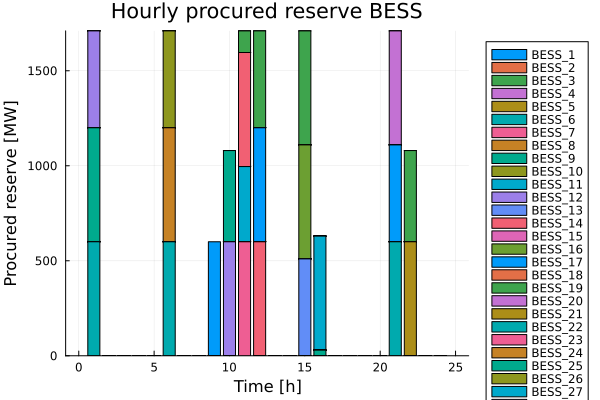 Hourly procured reserve BESS
Procured reserve [MW]
1500
1000
500
0
0 5 10 15 20 25
Time [h]
BESS_1
BESS_2
BESS_3
BESS_4
BESS_5
BESS_6
BESS_7
BESS_8
BESS_9
BESS_10
BESS_11
BESS_12
BESS_13
BESS_14
BESS_15
BESS_16
BESS_17
BESS_18
BESS_19
BESS_20
BESS_21
BESS_22
BESS_23
BESS_24
BESS_25
BESS_26
BESS_27